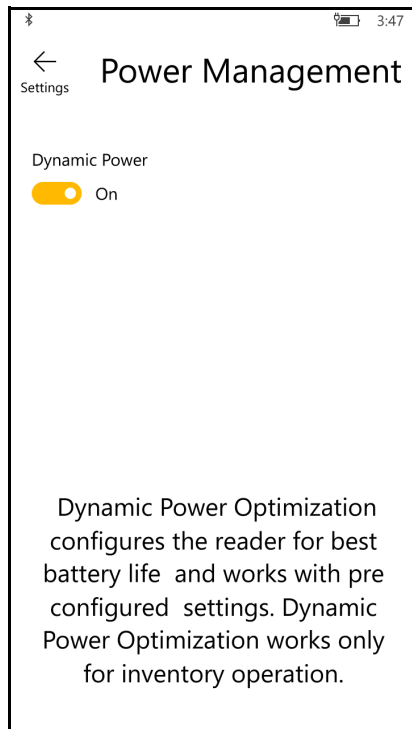 3:47
Settings
Power Management
Dynamic Power
On
Dynamic Power Optimization
configures the reader for best
battery life  and works with pre
configured  settings. Dynamic
Power Optimization works only
for inventory operation.